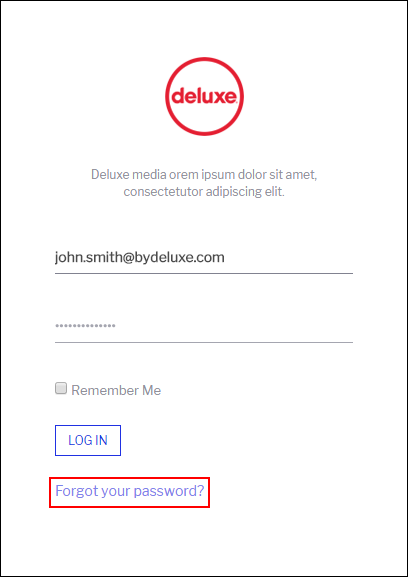 deluxe
Deluxe media orem ipsum dolor sit amet,
consectetutor adipiscing elit.
john.smith@bydeluxe.com
••••••••••••••
Remember Me
LOG IN
Forgot your password?